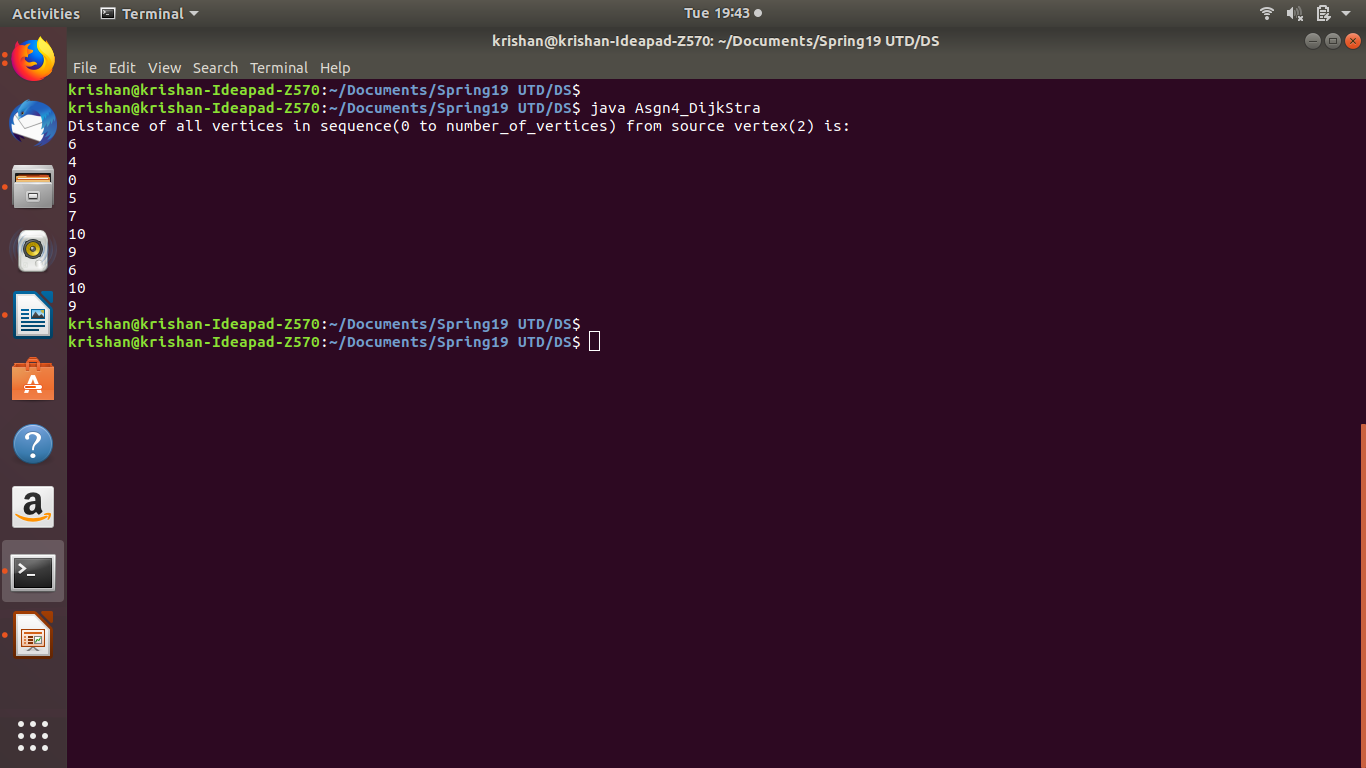 Activities Terminal Tue 19:43
krishan@krishan-Ideapad-Z570: ~/Documents/Spring19 UTD/DS
File Edit View Search Terminal Help
krishan@krishan-Ideapad-Z570:~/Documents/Spring19 UTD/DS$
krishan@krishan-Ideapad-Z570:~/Documents/Spring19 UTD/DS$ java Asgn4_DijkStra
Distance of all vertices in sequence(0 to number_of_vertices) from source vertex(2) is:
6
4
0
5
7
10
9
6
10
9
krishan@krishan-Ideapad-Z570:~/Documents/Spring19 UTD/DS$
krishan@krishan-Ideapad-Z570:~/Documents/Spring19 UTD/DS$